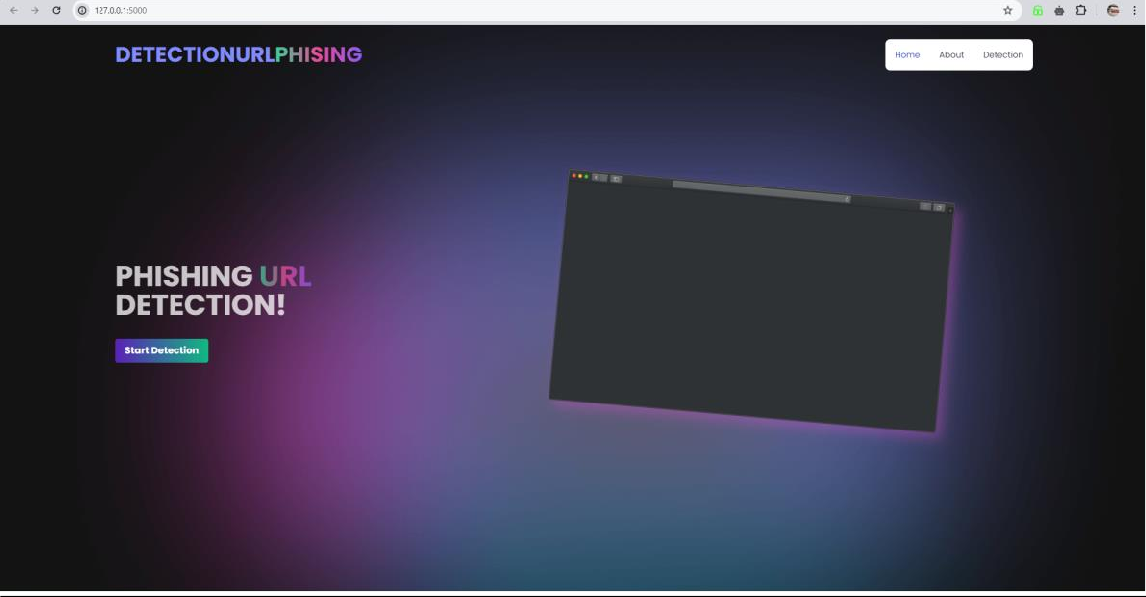 127.0.0.1:5000
DETECTIONURLPHISING
Home About Detection
PHISHING URL
DETECTION!
Start Detection